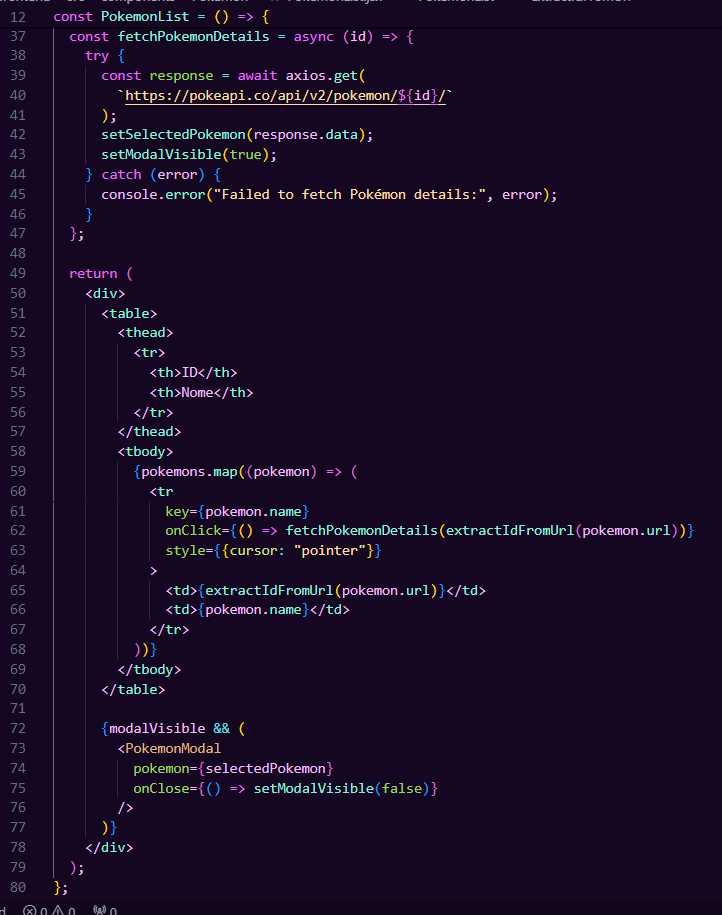 12 const PokemonList = () => {
37 const fetchPokemonDetails = async (id) => {
38 try {
39 const response = await axios.get(
40 `https://pokeapi.co/api/v2/pokemon/${id}/`
41 );
42 setSelectedPokemon(response.data);
43 setModalVisible(true);
44 } catch (error) {
45 console.error("Failed to fetch Pokémon details:", error);
46 }
47 };
48
49 return (
50 <div>
51 <table>
52 <thead>
53 <tr>
54 <th>ID</th>
55 <th>Nome</th>
56 </tr>
57 </thead>
58 <tbody>
59 {pokemons.map((pokemon) => (
60 <tr
61 key={pokemon.name}
62 onClick={() => fetchPokemonDetails(extractIdFromUrl(pokemon.url))}
63 style={{cursor: "pointer"}}
64 >
65 <td>{extractIdFromUrl(pokemon.url)}</td>
66 <td>{pokemon.name}</td>
67 </tr>
68 ))}
69 </tbody>
70 </table>
71
72 {modalVisible && (
73 <PokemonModal
74 pokemon={selectedPokemon}
75 onClose={() => setModalVisible(false)}
76 />
77 )}
78 </div>
79 );
80 };
0 0 0